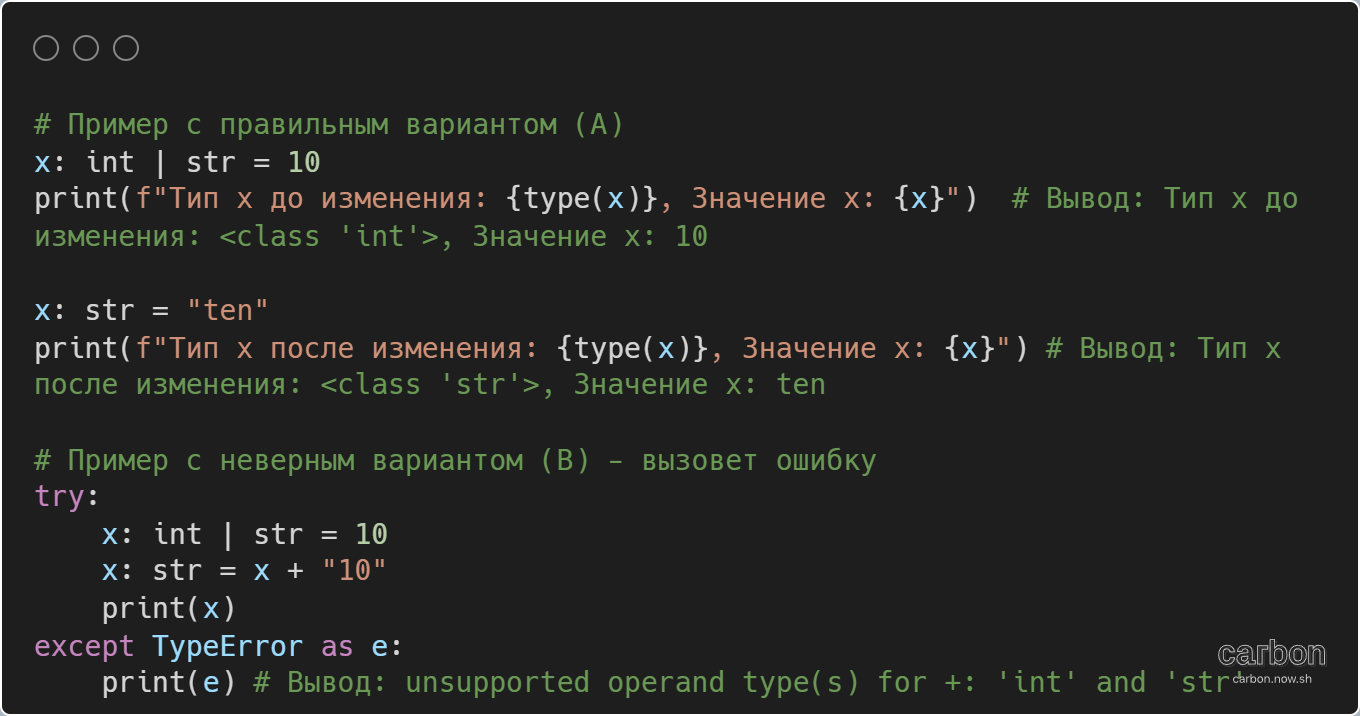 # Пример с правильным вариантом (A)
x: int | str = 10
print(f"Тип x до изменения: {type(x)}, Значение x: {x}")  # Вывод: Тип x до
изменения: <class 'int'>, Значение x: 10
x: str = "ten"
print(f"Тип x после изменения: {type(x)}, Значение x: {x}") # Вывод: Тип x
после изменения: <class 'str'>, Значение x: ten
# Пример с неверным вариантом (B) - вызовет ошибку
try:
    x: int | str = 10
    x: str = x + "10"
    print(x)
except TypeError as e:
    print(e) # Вывод: unsupported operand type(s) for +: 'int' and 'str'
carbon
carbon.now.sh